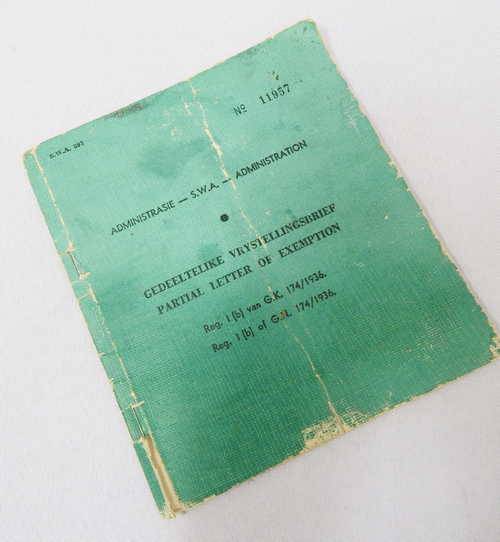 S.W.A. 292
Nº 11957
ADMINISTRASIE — S.W.A. — ADMINISTRATION
GEDEELTELIKE VRYSTELLINGSBRIEF
PARTIAL LETTER OF EXEMPTION
Reg. 1 [b] van G.K. 174/1936.
Reg. 1 [b] of G.N. 174/1936.